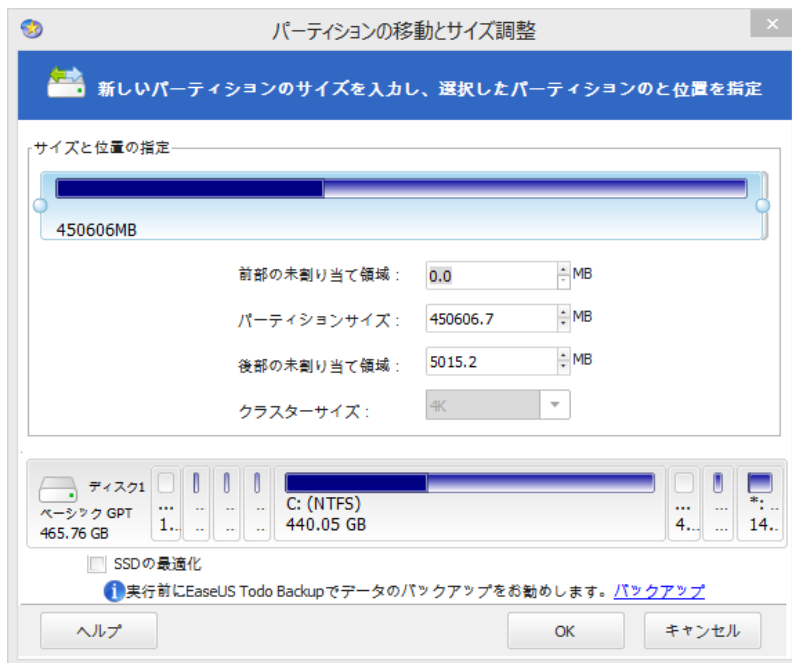 パーティションの移動とサイズ調整
新しいパーティションのサイズを入力し、選択したパーティションのと位置を指定
サイズと位置の指定
450606MB
前部の未割り当て領域： 0.0 MB
パーティションサイズ： 450606.7 MB
後部の未割り当て領域： 5015.2 MB
クラスターサイズ： 4K
ディスク1
ベーシック GPT
465.76 GB
...
1..
..
..
..
..
..
..
C: (NTFS)
440.05 GB
...
4...
...
...
*: ..
14..
SSDの最適化
実行前にEaseUS Todo Backupでデータのバックアップをお勧めします。バックアップ
ヘルプ OK キャンセル